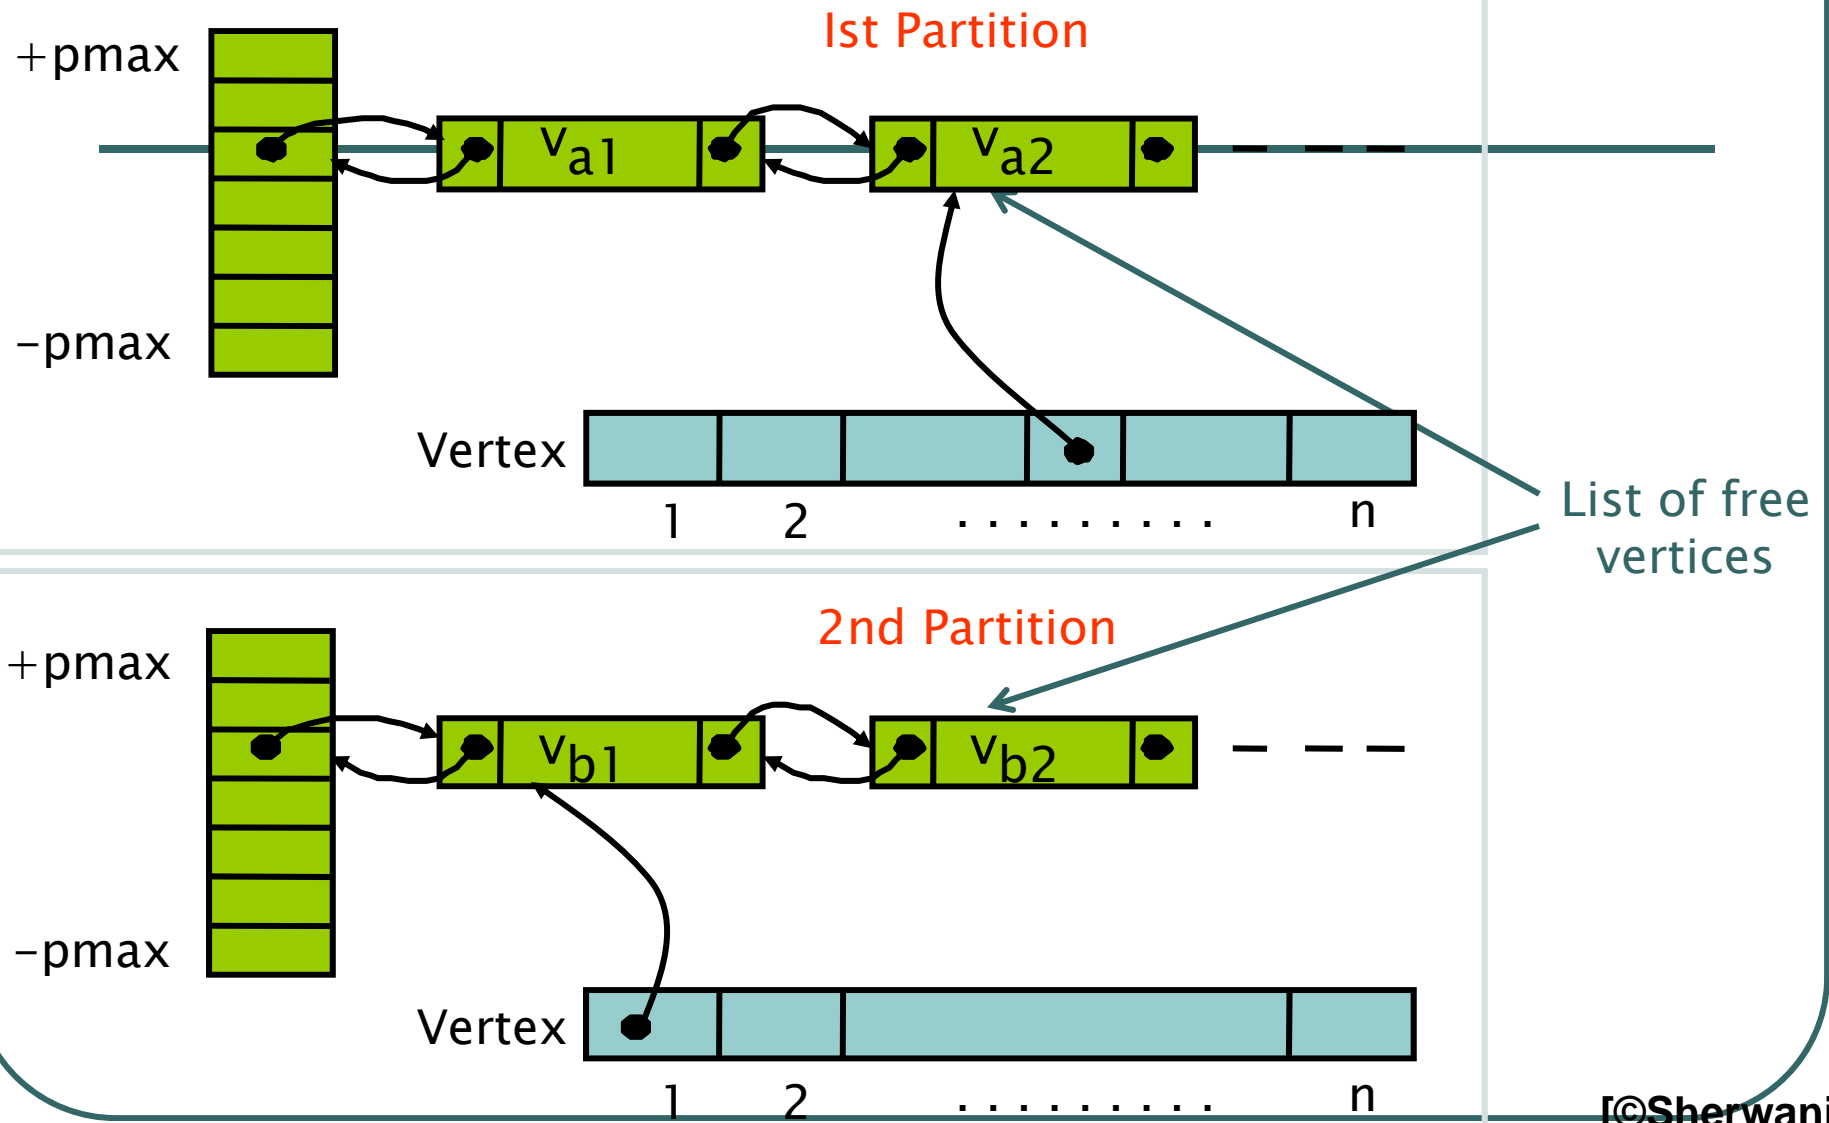 Ist Partition
+pmax
va1
va2
-pmax
Vertex
1 2 ......... n
List of free
vertices
2nd Partition
+pmax
vb1
vb2
-pmax
Vertex
1 2 ......... n
[©Sherwani